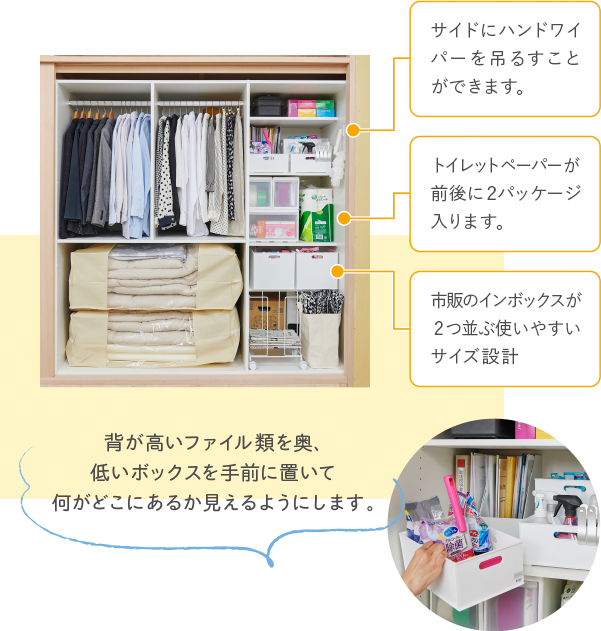 サイドにハンドワイ
パーを吊るすこと
ができます。
トイレットペーパーが
前後に2パッケージ
入ります。
市販のインボックスが
2つ並ぶ使いやすい
サイズ設計
背が高いファイル類を奥、
低いボックスを手前に置いて
何がどこにあるか見えるようにします。
除菌